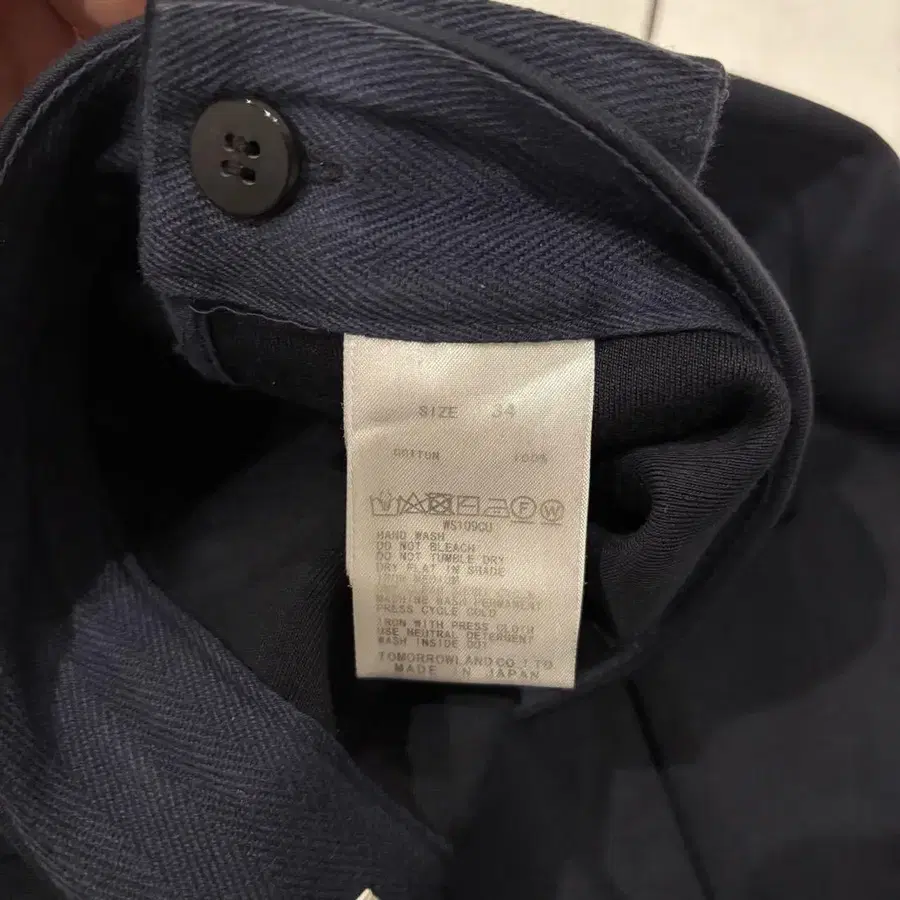 SIZE 34
COTTON 100%
F W
WS109CU
HAND WASH
DO NOT BLEACH
DO NOT TUMBLE DRY
DRY FLAT IN SHADE
IRON MEDIUM
MACHINE WASH PERMANENT
PRESS CYCLE COLD
IRON WITH PRESS CLOTH
USE NEUTRAL DETERGENT
WASH INSIDE OUT
TOMORROWLAND CO.,LTD
MADE IN JAPAN